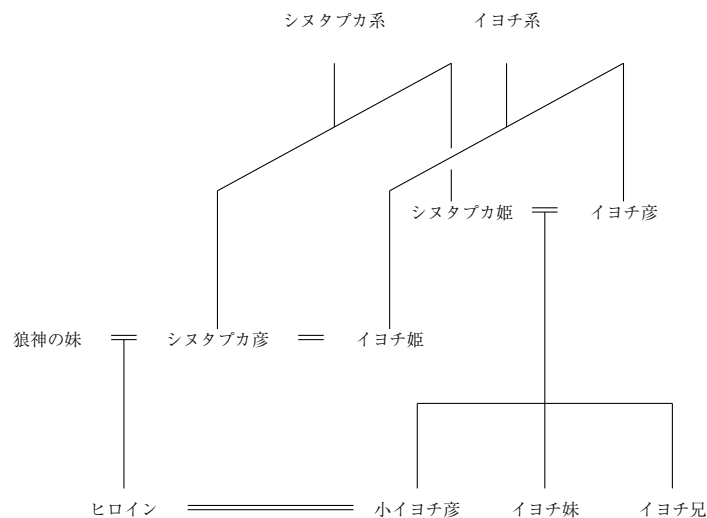 シヌタプカ系 イヨチ系
シヌタプカ姫 イヨチ彦
狼神の妹 シヌタプカ彦 イヨチ姫
ヒロイン 小イヨチ彦 イヨチ妹 イヨチ兄